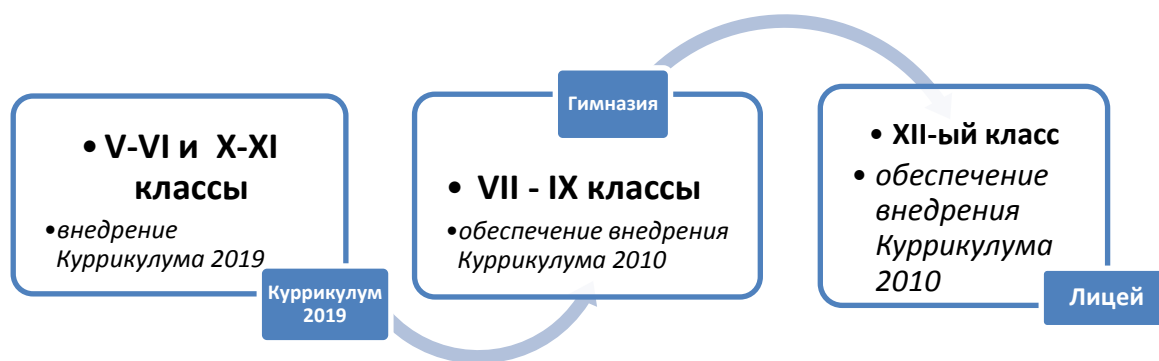 • V-VI и X-XI
классы
•внедрение
Куррикулума 2019
Куррикулум
2019
Гимназия
• VII - IX классы
•обеспечение внедрения
Куррикулума 2010
• XII-ый класс
• обеспечение
внедрения
Куррикулума
2010
Лицей